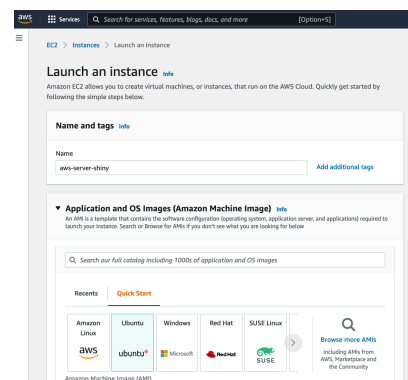 aws
Services
Search for services, features, blogs, docs, and more
[Option+S]
EC2 > Instances > Launch an instance
Launch an instance Info
Amazon EC2 allows you to create virtual machines, or instances, that run on the AWS Cloud. Quickly get started by
following the simple steps below.
Name and tags Info
Name
aws-server-shiny
Add additional tags
Application and OS Images (Amazon Machine Image) Info
An AMI is a template that contains the software configuration (operating system, application server, and applications) required to
launch your instance. Search or Browse for AMIs if you don't see what you are looking for below
Search our full catalog including 1000s of application and OS images
Recents
Quick Start
Amazon
Linux
aws
Ubuntu
ubuntu®
Windows
Microsoft
Red Hat
Red Hat
SUSE Linux
SUSE
Browse more AMIs
Including AMIs from
AWS, Marketplace and
the Community
Amazon Machine Image (AMI)